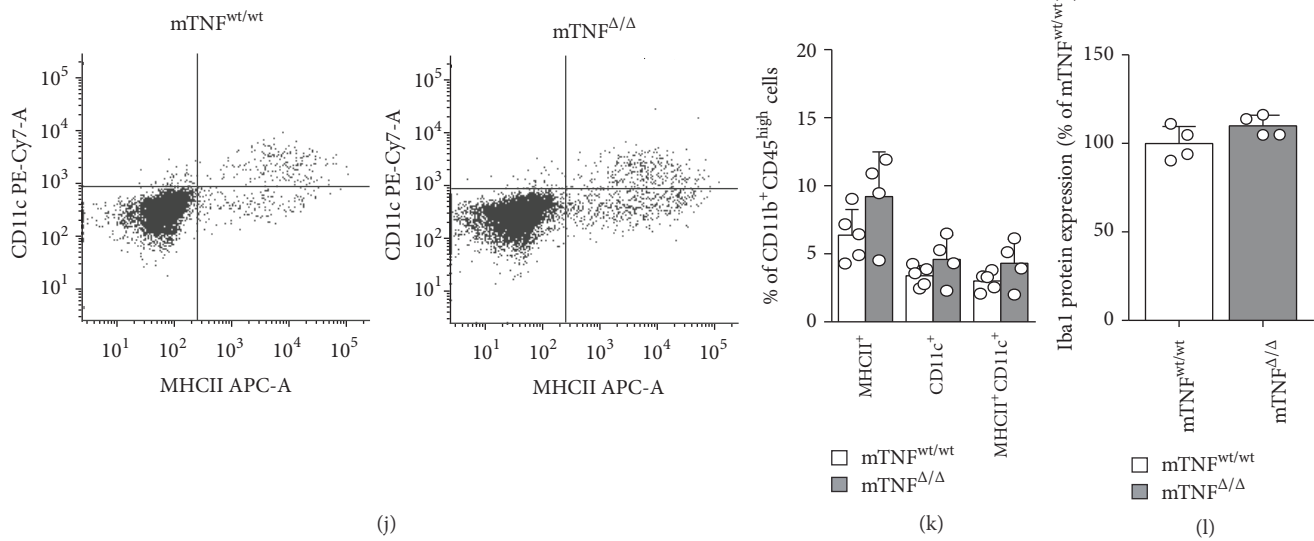 mTNF^wt/wt
CD11c PE-Cy7-A
10^5
10^4
10^3
10^2
10^1
10^1 10^2 10^3 10^4 10^5
MHCII APC-A
mTNF^Δ/Δ
CD11c PE-Cy7-A
10^5
10^4
10^3
10^2
10^1
10^1 10^2 10^3 10^4 10^5
MHCII APC-A
(j)
% of CD11b^+ CD45^high cells
20
15
10
5
0
MHCII^+
CD11c^+
MHCII^+ CD11c^+
mTNF^wt/wt
mTNF^Δ/Δ
(k)
Iba1 protein expression (% of mTNF^wt/wt
150
100
50
0
mTNF^wt/wt
mTNF^Δ/Δ
mTNF^wt/wt
mTNF^Δ/Δ
(l)